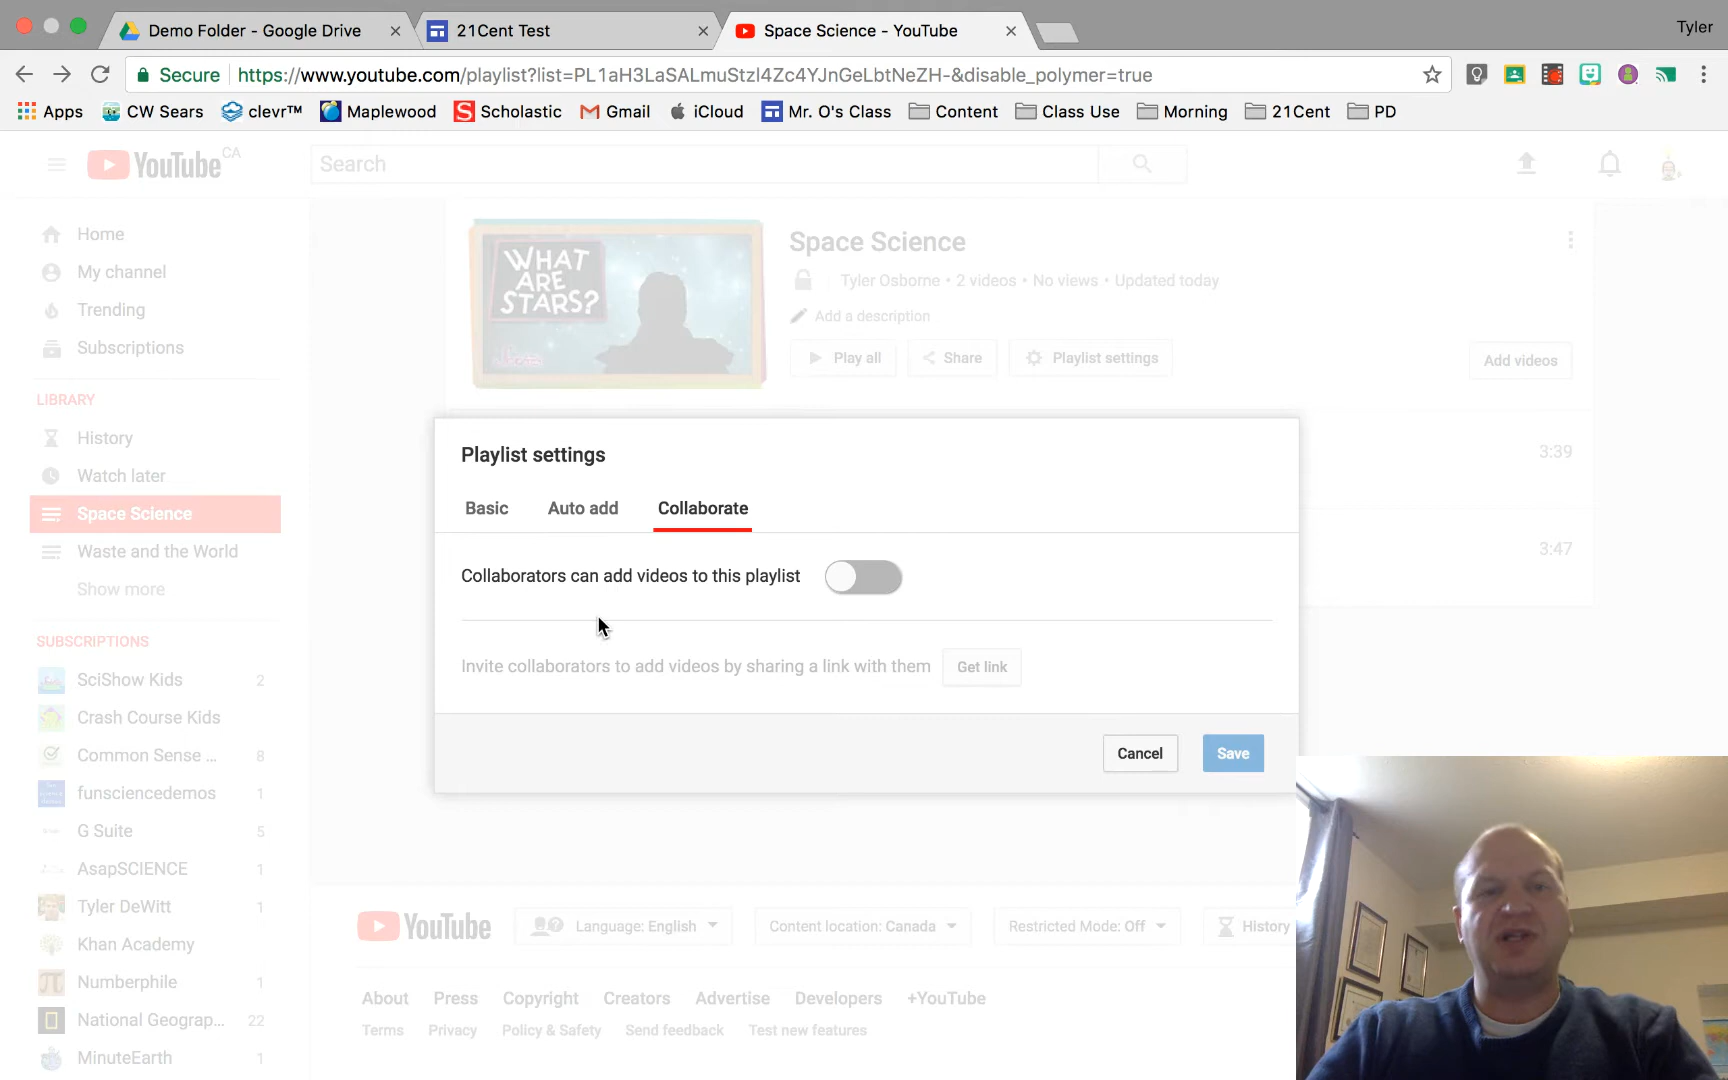 Demo Folder - Google Drive
21Cent Test
Space Science - YouTube
Tyler
Secure
https://www.youtube.com/playlist?list=PL1aH3LaSALmuStzl4Zc4YJnGeLbtNeZH-&disable_polymer=true
Apps
CW Sears
clevr™
Maplewood
Scholastic
Gmail
iCloud
Mr. O's Class
Content
Class Use
Morning
21Cent
PD
YouTube CA
Search
Home
My channel
Trending
Subscriptions
LIBRARY
History
Watch later
Space Science
Waste and the World
Show more
SUBSCRIPTIONS
SciShow Kids 2
Crash Course Kids
Common Sense ... 8
funsciencedemos 1
G Suite 5
AsapSCIENCE 1
Tyler DeWitt 1
Khan Academy
Numberphile 1
National Geograp... 22
MinuteEarth 1
WHAT
ARE
STARS?
Space Science
Tyler Osborne • 2 videos • No views • Updated today
Add a description
Play all
Share
Playlist settings
Add videos
3:39
3:47
Playlist settings
Basic
Auto add
Collaborate
Collaborators can add videos to this playlist
Invite collaborators to add videos by sharing a link with them
Get link
Cancel
Save
YouTube
Language: English
Content location: Canada
Restricted Mode: Off
History
About
Press
Copyright
Creators
Advertise
Developers
+YouTube
Terms
Privacy
Policy & Safety
Send feedback
Test new features